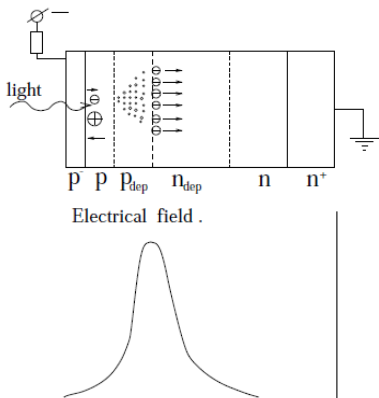 light
p⁻ p p_dep n_dep n n⁺
Electrical field .